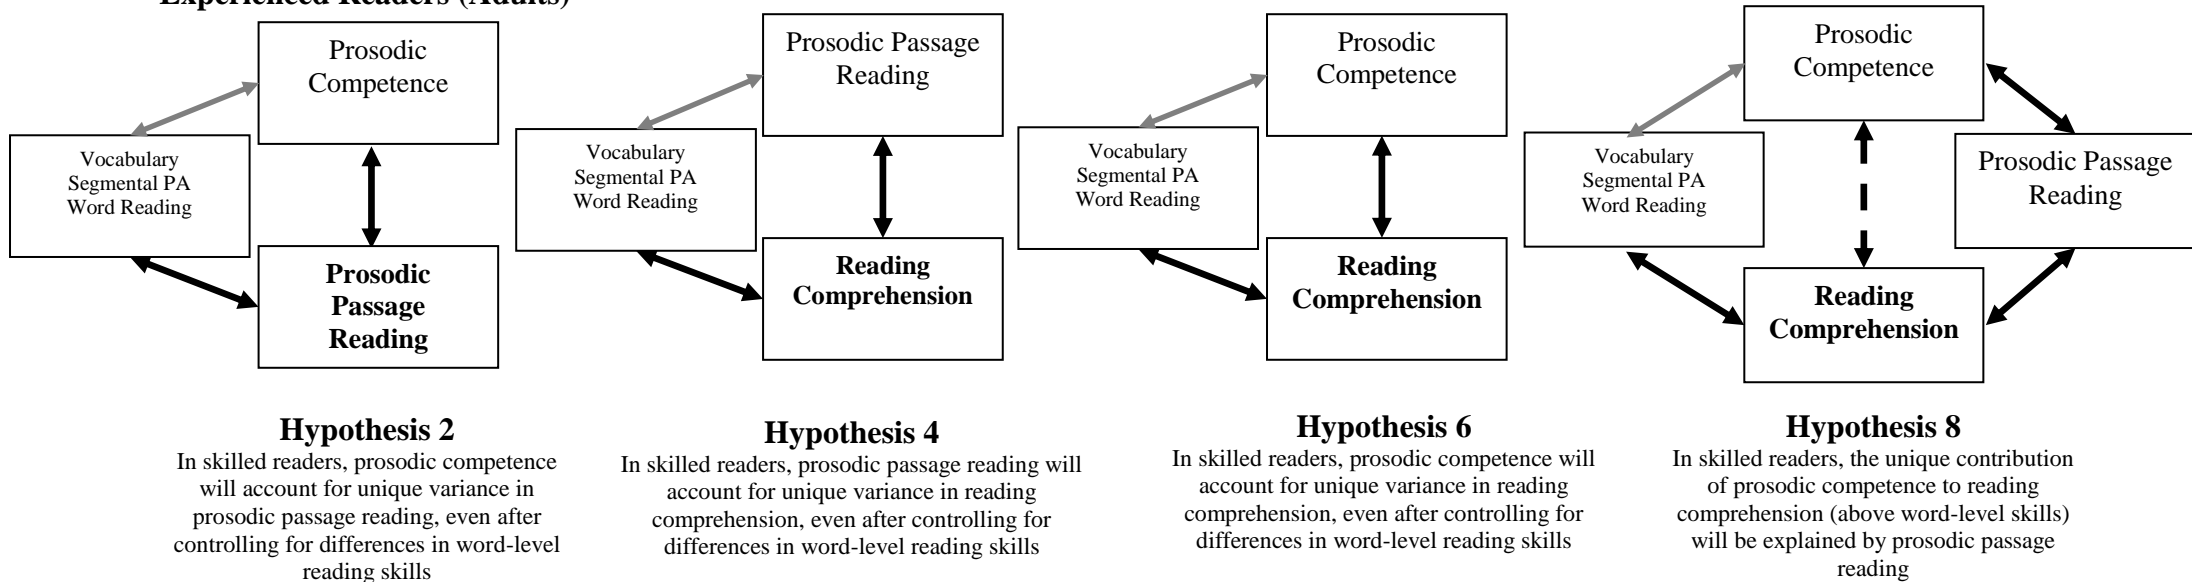 Experienced Readers (Adults)
Prosodic
Competence
Vocabulary
Segmental PA
Word Reading
Prosodic
Passage
Reading
Hypothesis 2
In skilled readers, prosodic competence
will account for unique variance in
prosodic passage reading, even after
controlling for differences in word-level
reading skills
Prosodic Passage
Reading
Vocabulary
Segmental PA
Word Reading
Reading
Comprehension
Hypothesis 4
In skilled readers, prosodic passage reading will
account for unique variance in reading
comprehension, even after controlling for
differences in word-level reading skills
Prosodic
Competence
Vocabulary
Segmental PA
Word Reading
Reading
Comprehension
Hypothesis 6
In skilled readers, prosodic competence will
account for unique variance in reading
comprehension, even after controlling for
differences in word-level reading skills
Prosodic
Competence
Vocabulary
Segmental PA
Word Reading
Prosodic Passage
Reading
Reading
Comprehension
Hypothesis 8
In skilled readers, the unique contribution
of prosodic competence to reading
comprehension (above word-level skills)
will be explained by prosodic passage
reading